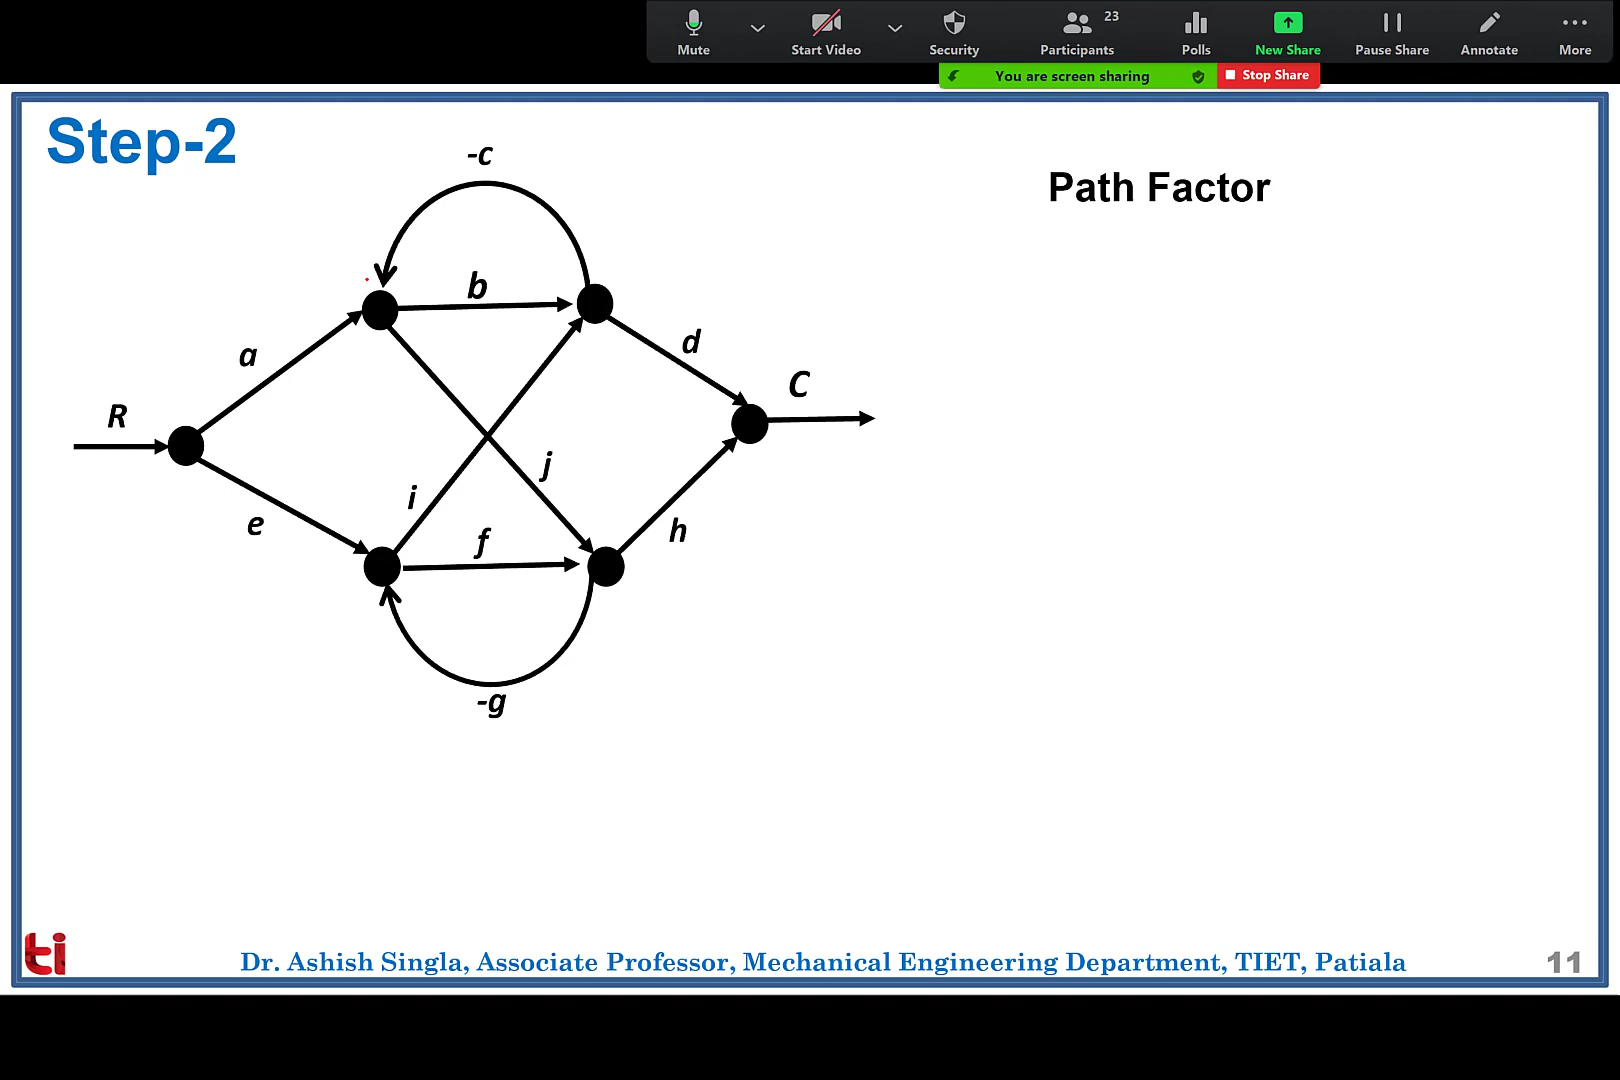 23
Mute
Start Video
Security
Participants
Polls
New Share
Pause Share
Annotate
More
You are screen sharing
Stop Share
Step-2
Path Factor
-c
b
a
d
C
R
j
i
e
f
h
-g
ti
Dr. Ashish Singla, Associate Professor, Mechanical Engineering Department, TIET, Patiala
11